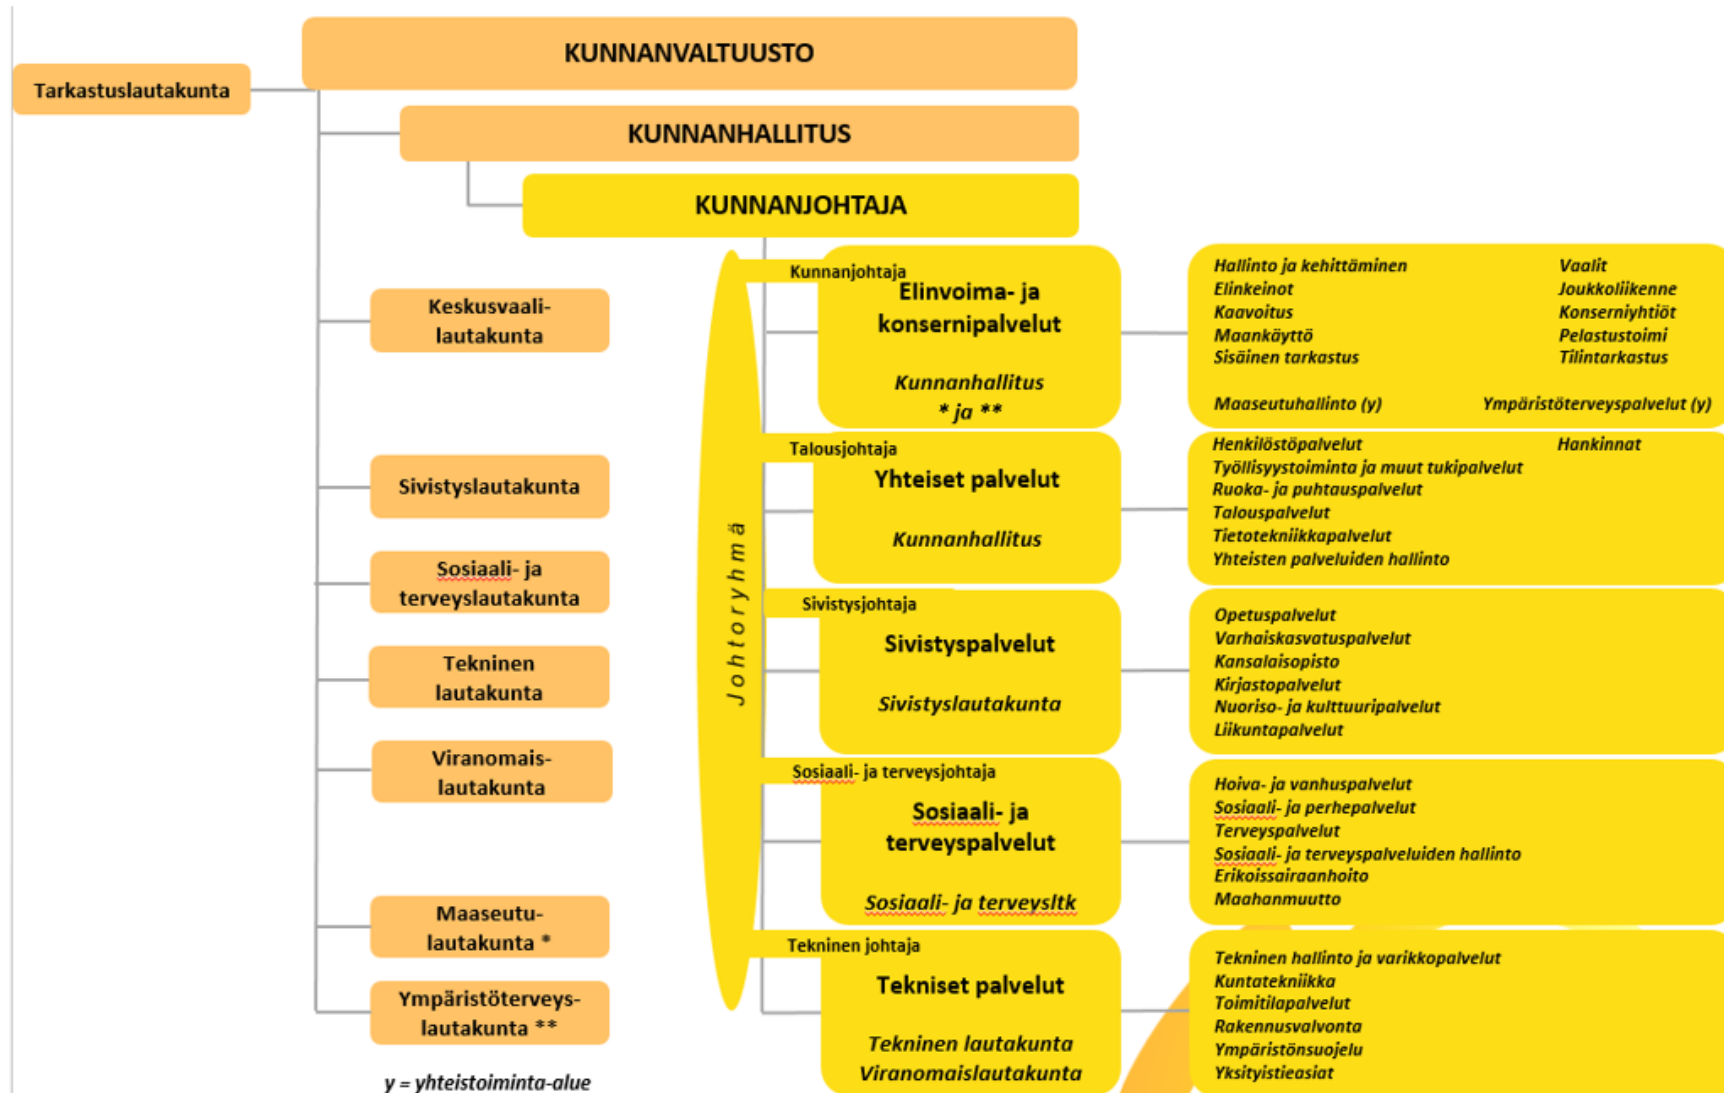 KUNNANVALTUUSTO
Tarkastuslautakunta
KUNNANHALLITUS
KUNNANJOHTAJA
Keskusvaali-
lautakunta
Sivistyslautakunta
Sosiaali- ja
terveyslautakunta
Tekninen
lautakunta
Viranomais-
lautakunta
Maaseutu-
lautakunta *
Ympäristöterveys-
lautakunta **
y = yhteistoiminta-alue
Johtoryhmä
Kunnanjohtaja
Elinvoima- ja
konsernipalvelut
Kunnanhallitus
* ja **
Hallinto ja kehittäminen Vaalit
Elinkeinot Joukkoliikenne
Kaavoitus Konserniyhtiöt
Maankäyttö Pelastustoimi
Sisäinen tarkastus Tilintarkastus
Maaseutuhallinto (y) Ympäristöterveyspalvelut (y)
Talousjohtaja
Yhteiset palvelut
Kunnanhallitus
Henkilöstöpalvelut Hankinnat
Työllisyystoiminta ja muut tukipalvelut
Ruoka- ja puhtauspalvelut
Talouspalvelut
Tietotekniikkapalvelut
Yhteisten palveluiden hallinto
Sivistysjohtaja
Sivistyspalvelut
Sivistyslautakunta
Opetuspalvelut
Varhaiskasvatuspalvelut
Kansalaisopisto
Kirjastopalvelut
Nuoriso- ja kulttuuripalvelut
Liikuntapalvelut
Sosiaali- ja terveysjohtaja
Sosiaali- ja
terveyspalvelut
Sosiaali- ja terveysltk
Hoiva- ja vanhuspalvelut
Sosiaali- ja perhepalvelut
Terveyspalvelut
Sosiaali- ja terveyspalveluiden hallinto
Erikoissairaanhoito
Maahanmuutto
Tekninen johtaja
Tekniset palvelut
Tekninen lautakunta
Viranomaislautakunta
Tekninen hallinto ja varikkopalvelut
Kuntatekniikka
Toimitilapalvelut
Rakennusvalvonta
Ympäristönsuojelu
Yksityistieasiat